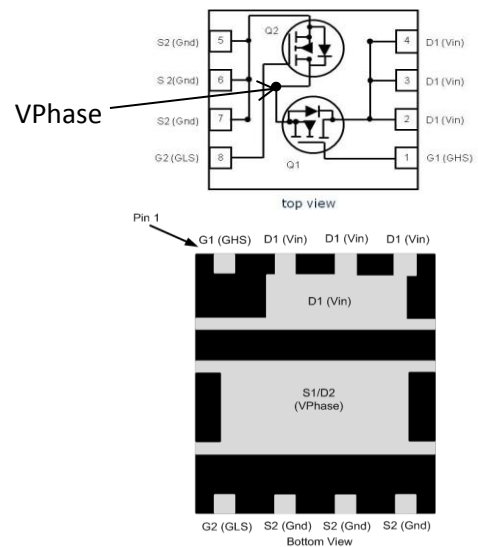 S2 (Gnd) 5 Q2 4 D1 (Vin)
S 2(Gnd) 6 3 D1 (Vin)
VPhase
S2 (Gnd) 7 2 D1 (Vin)
G2 (GLS) 8 Q1 1 G1 (GHS)
top view
Pin 1
G1 (GHS) D1 (Vin) D1 (Vin) D1 (Vin)
D1 (Vin)
S1/D2
(VPhase)
G2 (GLS) S2 (Gnd) S2 (Gnd) S2 (Gnd)
Bottom View